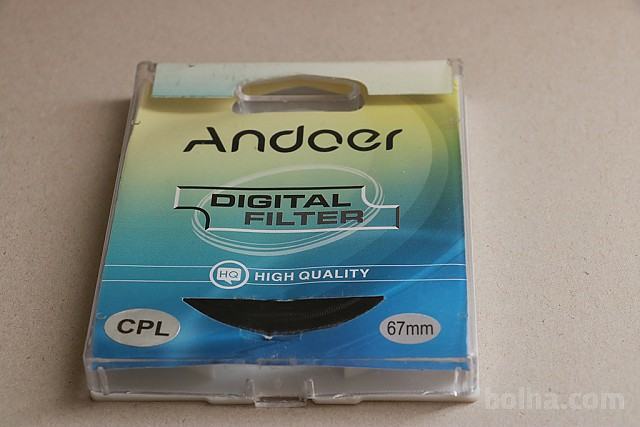 Andoer
DIGITAL
FILTER
HQ HIGH QUALITY
CPL
67mm
bolha.com